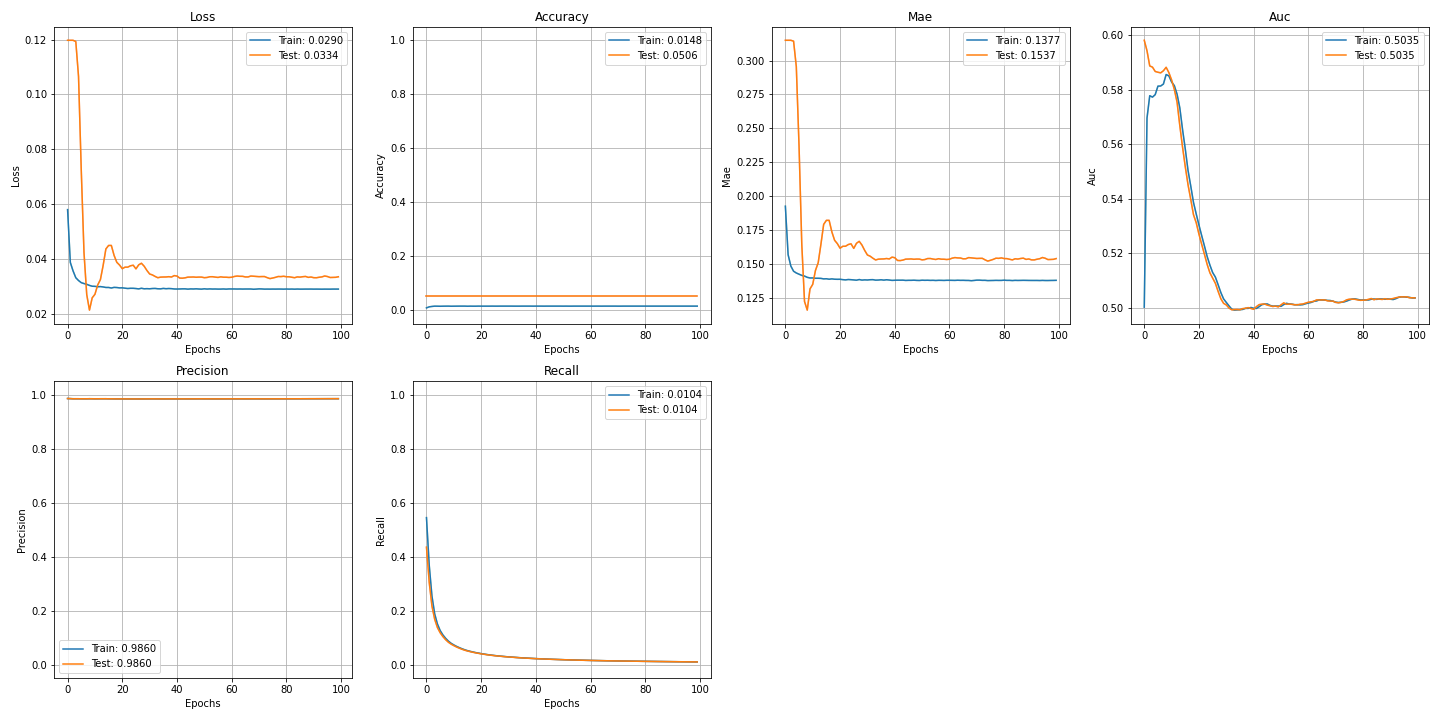 Loss
Train: 0.0290
Test: 0.0334
0.12
0.10
0.08
0.06
0.04
0.02
Loss
0 20 40 60 80 100
Epochs
Accuracy
Train: 0.0148
Test: 0.0506
1.0
0.8
0.6
0.4
0.2
0.0
Accuracy
0 20 40 60 80 100
Epochs
Mae
Train: 0.1377
Test: 0.1537
0.300
0.275
0.250
0.225
0.200
0.175
0.150
0.125
Mae
0 20 40 60 80 100
Epochs
Auc
Train: 0.5035
Test: 0.5035
0.60
0.58
0.56
0.54
0.52
0.50
Auc
0 20 40 60 80 100
Epochs
Precision
1.0
0.8
0.6
0.4
0.2
0.0
Precision
Train: 0.9860
Test: 0.9860
0 20 40 60 80 100
Epochs
Recall
Train: 0.0104
Test: 0.0104
1.0
0.8
0.6
0.4
0.2
0.0
Recall
0 20 40 60 80 100
Epochs